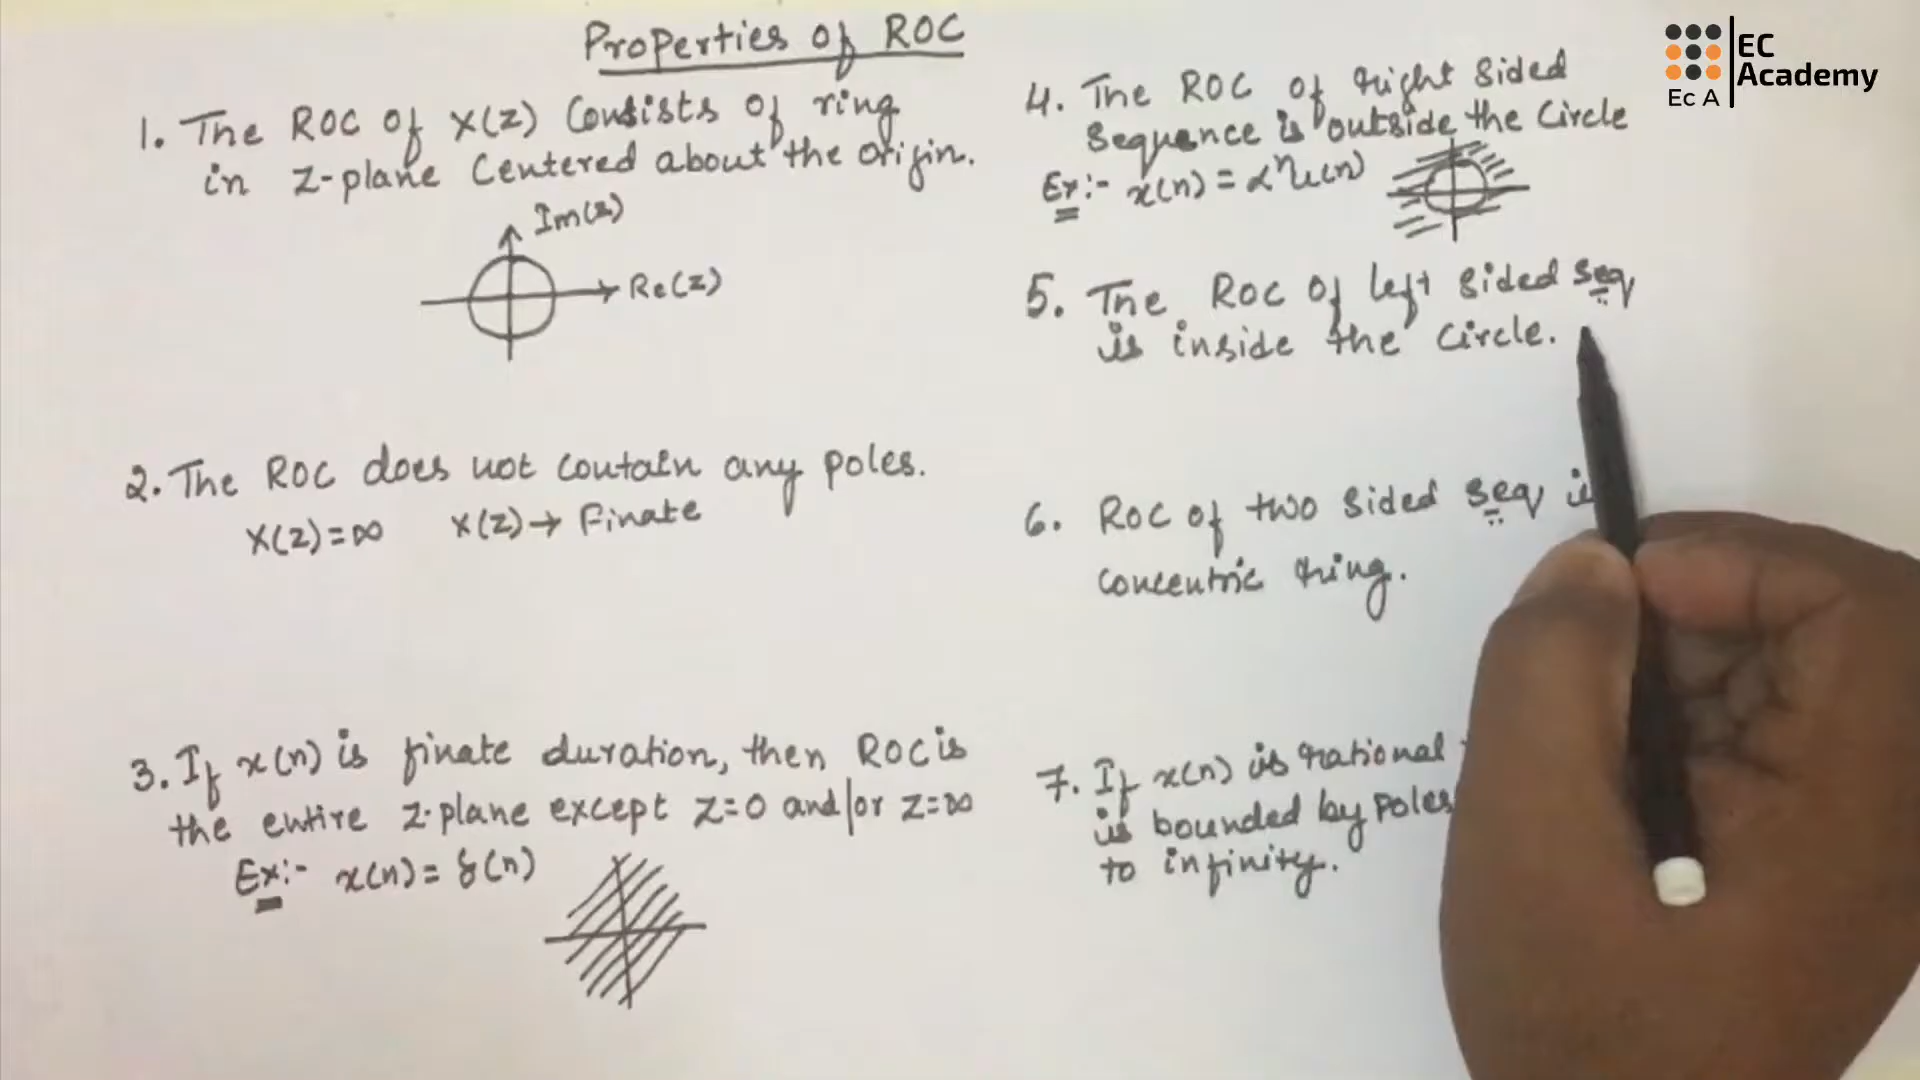 Properties of ROC
1. The ROC of X(z) Consists of ring
in z-plane Centered about the origin.
Im(z)
Re(z)
2. The ROC does not contain any poles.
X(z)=∞ X(z)→ Finate
3. If x(n) is finate duration, then ROC is
the entire z-plane except z=0 and/or z=∞
Ex:- x(n) = δ(n)
4. The ROC of right Sided
Sequence is outside the Circle
Ex:- x(n) = αⁿu(n)
5. The ROC of left sided seq
is inside the Circle.
6. ROC of two sided seq
concentric ring.
7. If x(n) is rational
is bounded by Poles
to infinity.
EC
Academy
Ec A